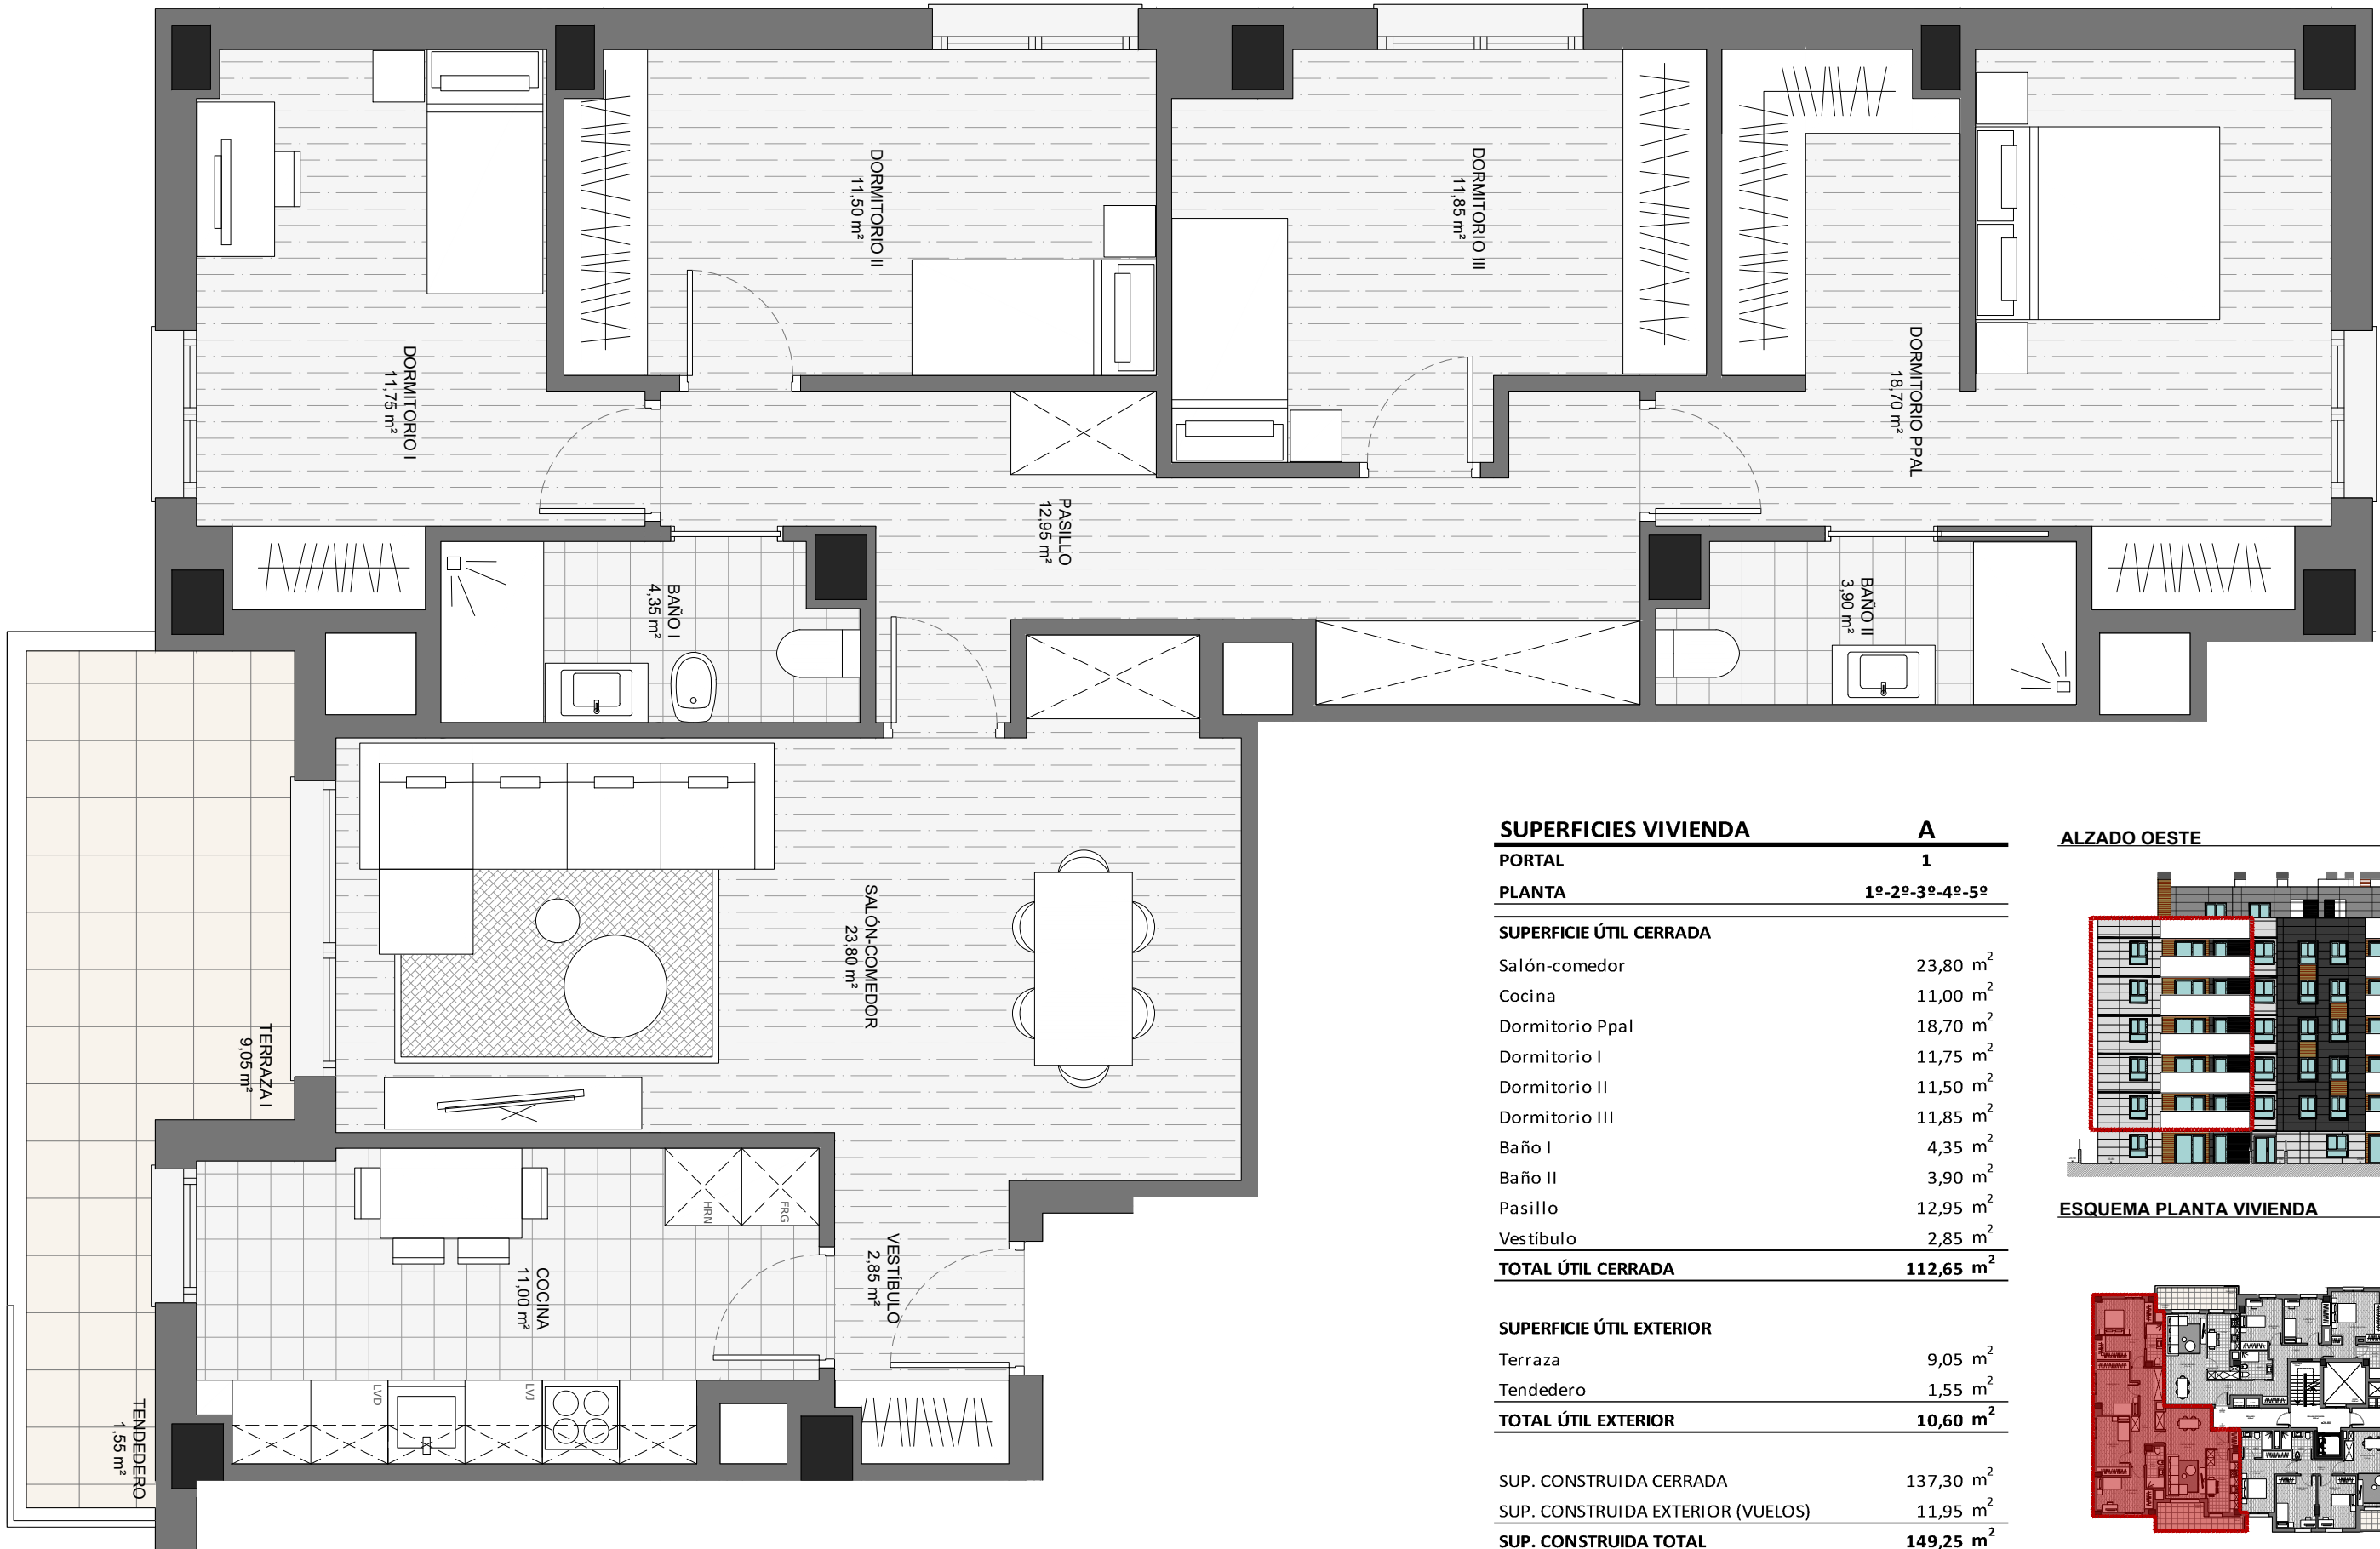 DORMITORIO I
11,75 m²
DORMITORIO II
11,50 m²
DORMITORIO III
11,85 m²
DORMITORIO PPAL
18,70 m²
PASILLO
12,95 m²
BAÑO I
4,35 m²
BAÑO II
3,90 m²
SALÓN-COMEDOR
23,80 m²
TERRAZA I
9,05 m²
HRN
FRG
VESTÍBULO
2,85 m²
COCINA
11,00 m²
LVD
LVJ
TENDEDERO
1,55 m²
SUPERFICIES VIVIENDA A
PORTAL 1
PLANTA 1º-2º-3º-4º-5º
SUPERFICIE ÚTIL CERRADA
Salón-comedor 23,80 m²
Cocina 11,00 m²
Dormitorio Ppal 18,70 m²
Dormitorio I 11,75 m²
Dormitorio II 11,50 m²
Dormitorio III 11,85 m²
Baño I 4,35 m²
Baño II 3,90 m²
Pasillo 12,95 m²
Vestíbulo 2,85 m²
TOTAL ÚTIL CERRADA 112,65 m²
SUPERFICIE ÚTIL EXTERIOR
Terraza 9,05 m²
Tendedero 1,55 m²
TOTAL ÚTIL EXTERIOR 10,60 m²
SUP. CONSTRUIDA CERRADA 137,30 m²
SUP. CONSTRUIDA EXTERIOR (VUELOS) 11,95 m²
SUP. CONSTRUIDA TOTAL 149,25 m²
ALZADO OESTE
ESQUEMA PLANTA VIVIENDA